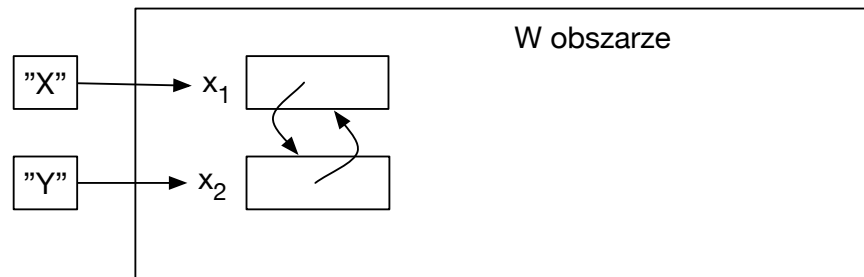 W obszarze
”X”
x₁
”Y”
x₂